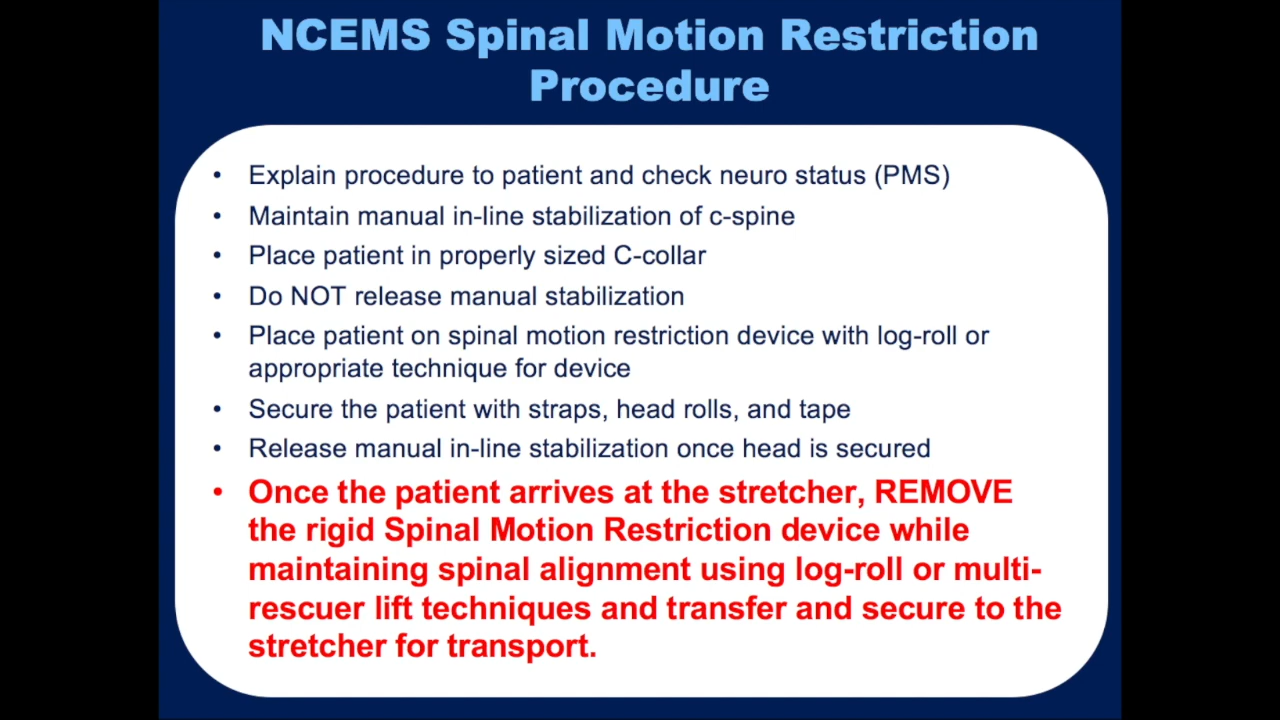 NCEMS Spinal Motion Restriction
Procedure
• Explain procedure to patient and check neuro status (PMS)
• Maintain manual in-line stabilization of c-spine
• Place patient in properly sized C-collar
• Do NOT release manual stabilization
• Place patient on spinal motion restriction device with log-roll or
appropriate technique for device
• Secure the patient with straps, head rolls, and tape
• Release manual in-line stabilization once head is secured
• Once the patient arrives at the stretcher, REMOVE
the rigid Spinal Motion Restriction device while
maintaining spinal alignment using log-roll or multi-
rescuer lift techniques and transfer and secure to the
stretcher for transport.